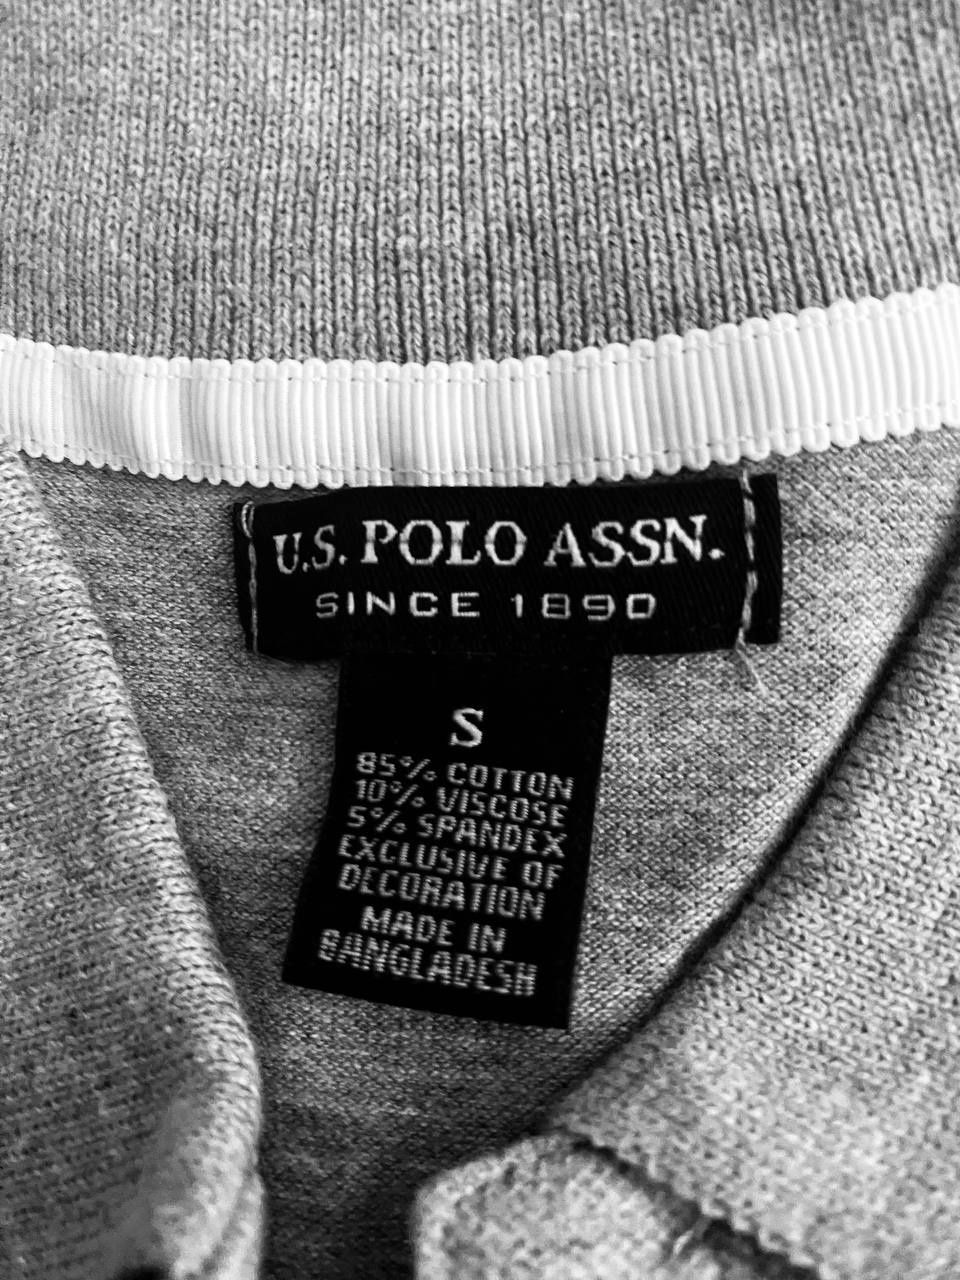 U.S. POLO ASSN.
SINCE 1890
S
85% COTTON
10% VISCOSE
5% SPANDEX
EXCLUSIVE OF
DECORATION
MADE IN
BANGLADESH